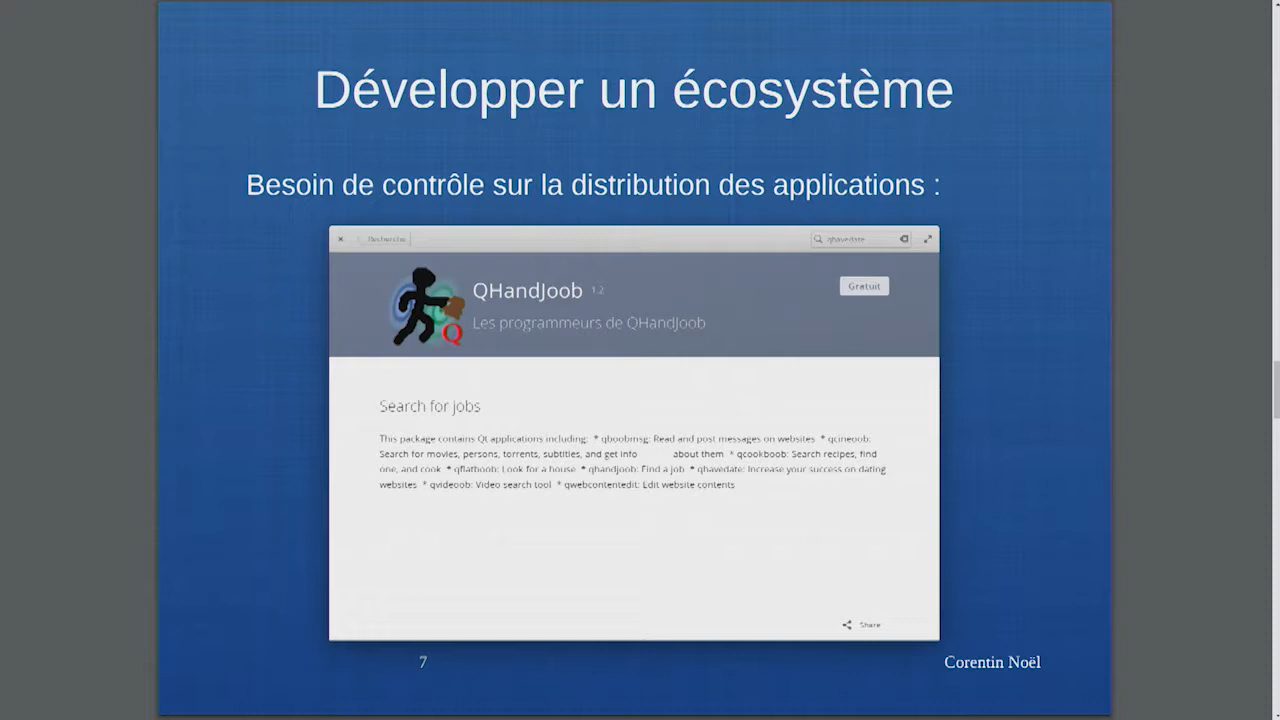 Développer un écosystème
Besoin de contrôle sur la distribution des applications :
Recherche
qhavedate
QHandJoob 1.2
Gratuit
Les programmeurs de QHandJoob
Q
Search for jobs
This package contains Qt applications including: * qboobmsg: Read and post messages on websites * qcineoob:
Search for movies, persons, torrents, subtitles, and get info about them * qcookboob: Search recipes, find
one, and cook * qflatboob: Look for a house * qhandjoob: Find a job * qhavedate: Increase your success on dating
websites * qvideoob: Video search tool * qwebcontentedit: Edit website contents
Share
7
Corentin Noël